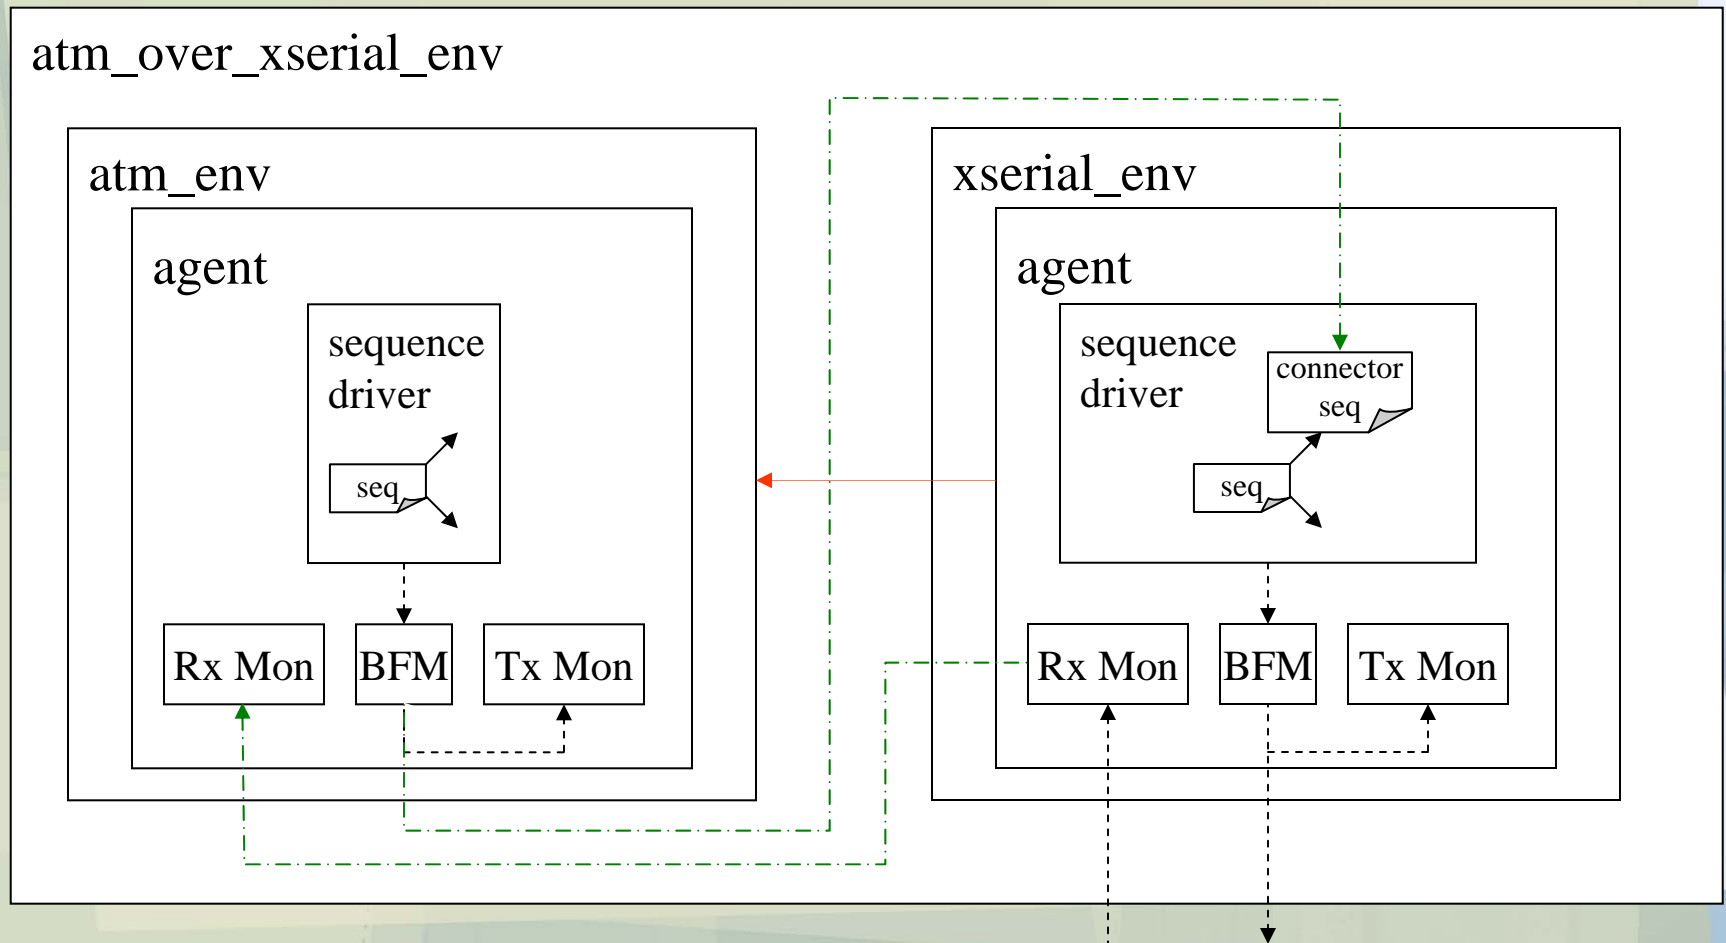 atm_over_xserial_env
atm_env
agent
sequence
driver
seq
Rx Mon
BFM
Tx Mon
xserial_env
agent
sequence
driver
connector
seq
seq
Rx Mon
BFM
Tx Mon